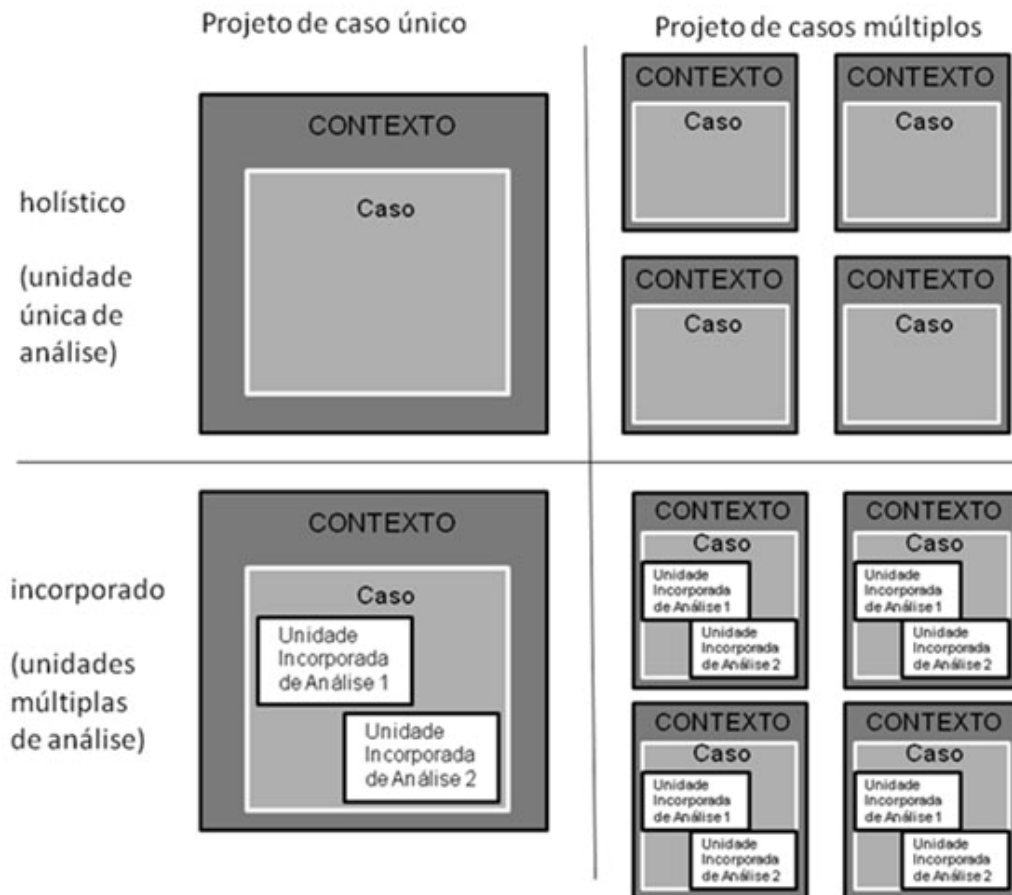 Projeto de caso único
Projeto de casos múltiplos
holístico
(unidade
única de
análise)
CONTEXTO
Caso
CONTEXTO
Caso
CONTEXTO
Caso
CONTEXTO
Caso
CONTEXTO
Caso
incorporado
(unidades
múltiplas
de análise)
CONTEXTO
Caso
Unidade
Incorporada
de Análise 1
Unidade
Incorporada
de Análise 2
CONTEXTO
Caso
Unidade
Incorporada
de Análise 1
Unidade
Incorporada
de Análise 2
CONTEXTO
Caso
Unidade
Incorporada
de Análise 1
Unidade
Incorporada
de Análise 2
CONTEXTO
Caso
Unidade
Incorporada
de Análise 1
Unidade
Incorporada
de Análise 2
CONTEXTO
Caso
Unidade
Incorporada
de Análise 1
Unidade
Incorporada
de Análise 2